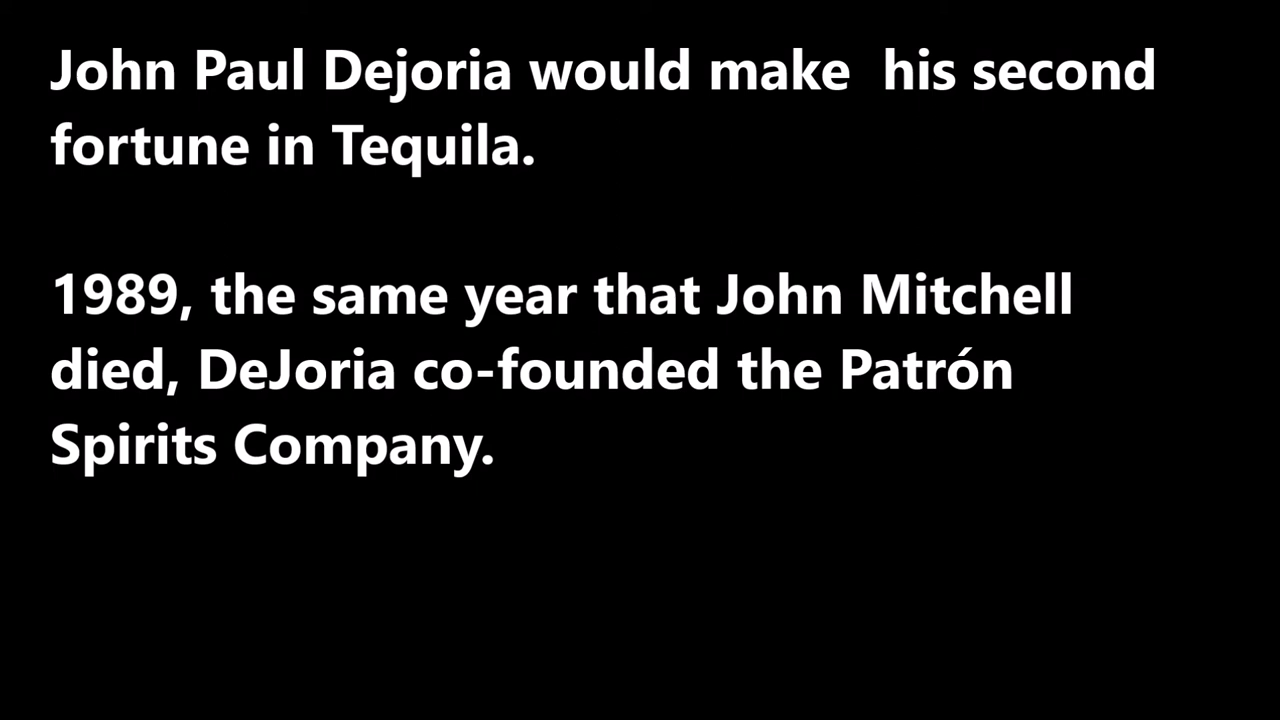 John Paul Dejoria would make  his second
fortune in Tequila.
1989, the same year that John Mitchell
died, DeJoria co-founded the Patrón
Spirits Company.